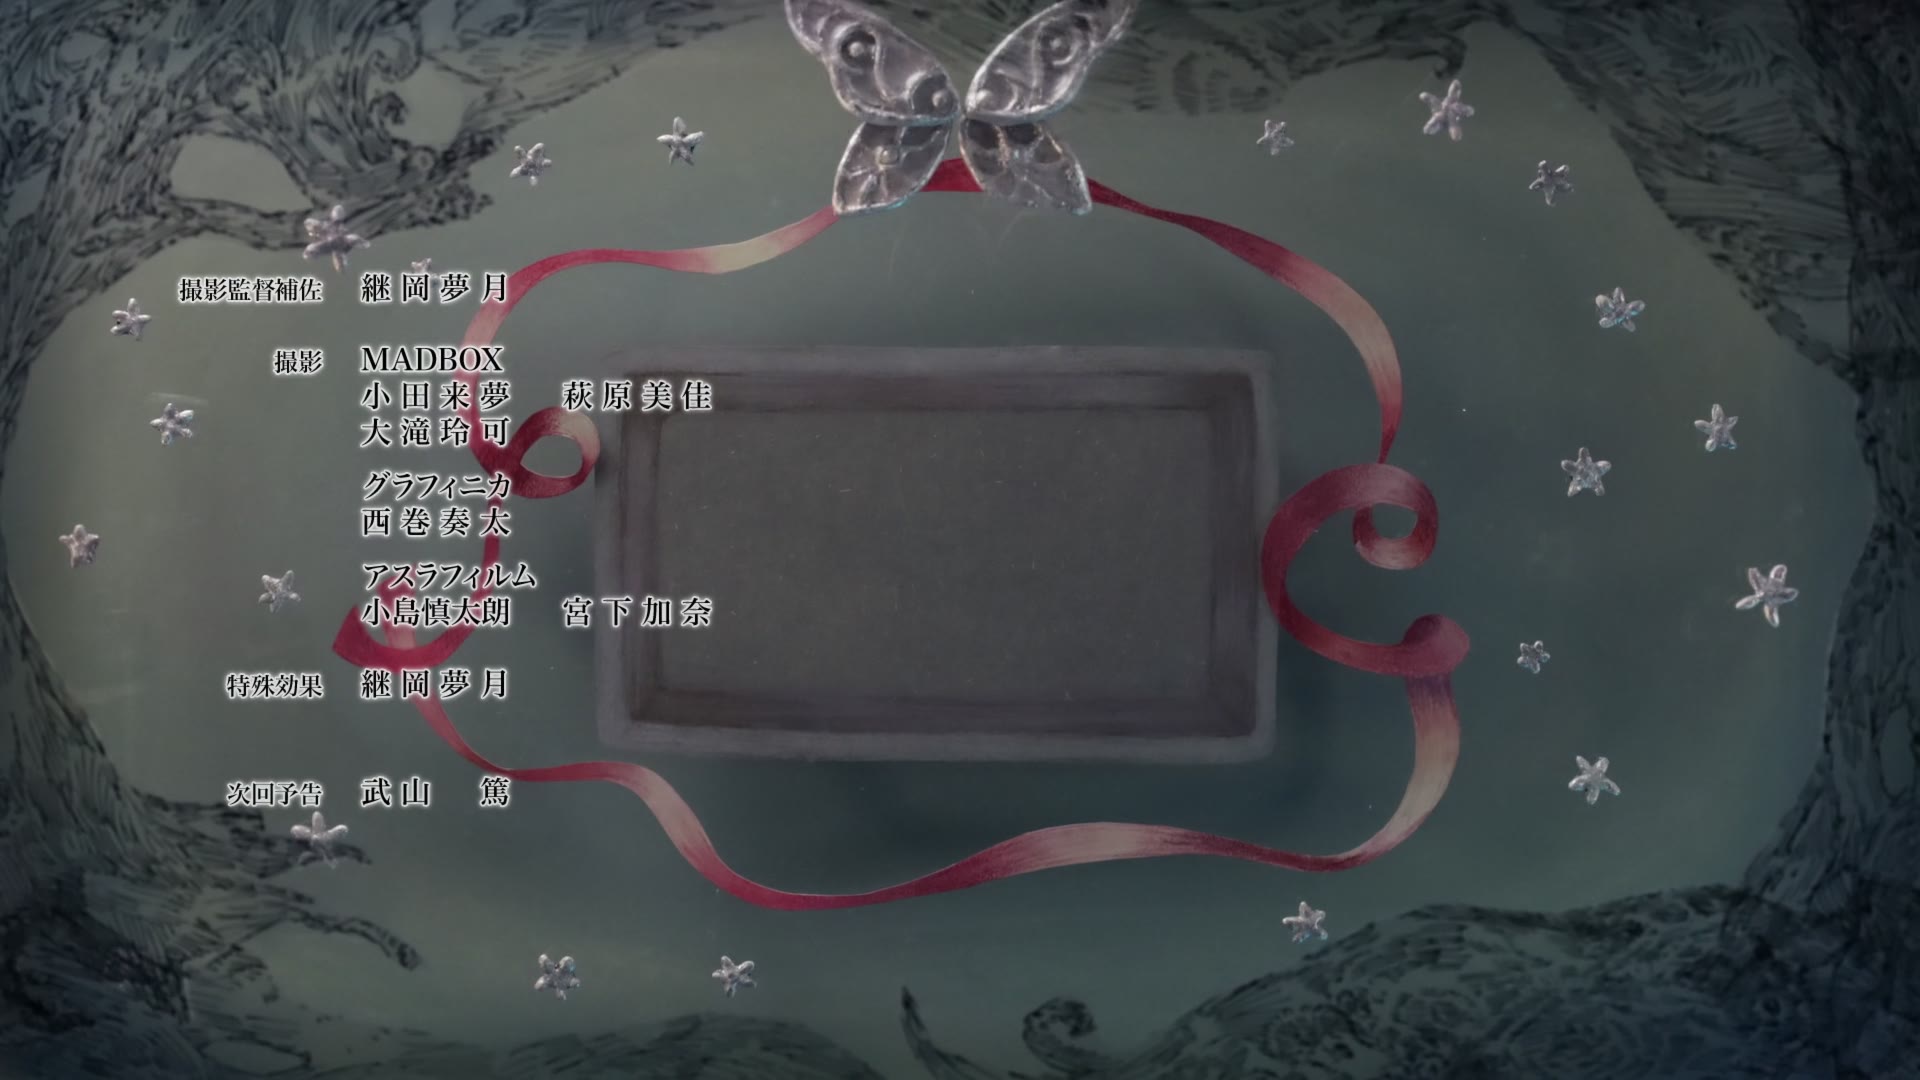 撮影監督補佐 継岡夢月
撮影 MADBOX
小田来夢 萩原美佳
大滝玲可
グラフィニカ
西巻奏太
アスラフィルム
小島慎太朗 宮下加奈
特殊効果 継岡夢月
次回予告 武山 篤